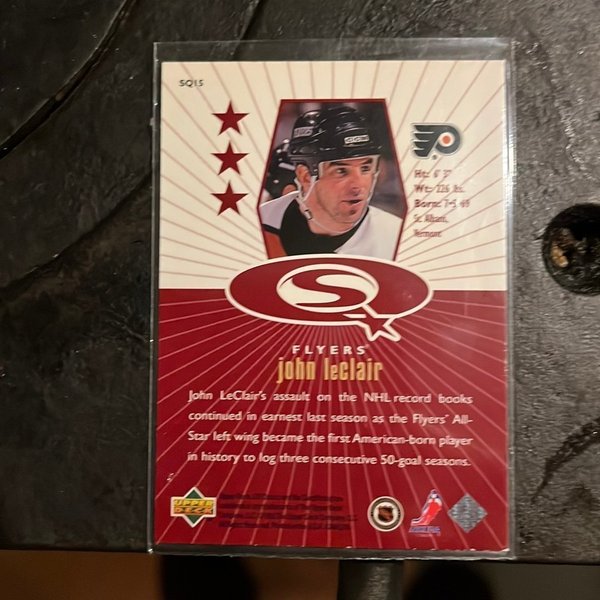 SQ15
Ht: 6' 3"
Wt: 226 lbs.
Born: 7-5-69
St. Albans,
Vermont
SQ
FLYERS
john leclair
John LeClair's assault on the NHL record books
continued in earnest last season as the Flyers' All-
Star left wing became the first American-born player
in history to log three consecutive 50-goal seasons.
UPPER
DECK